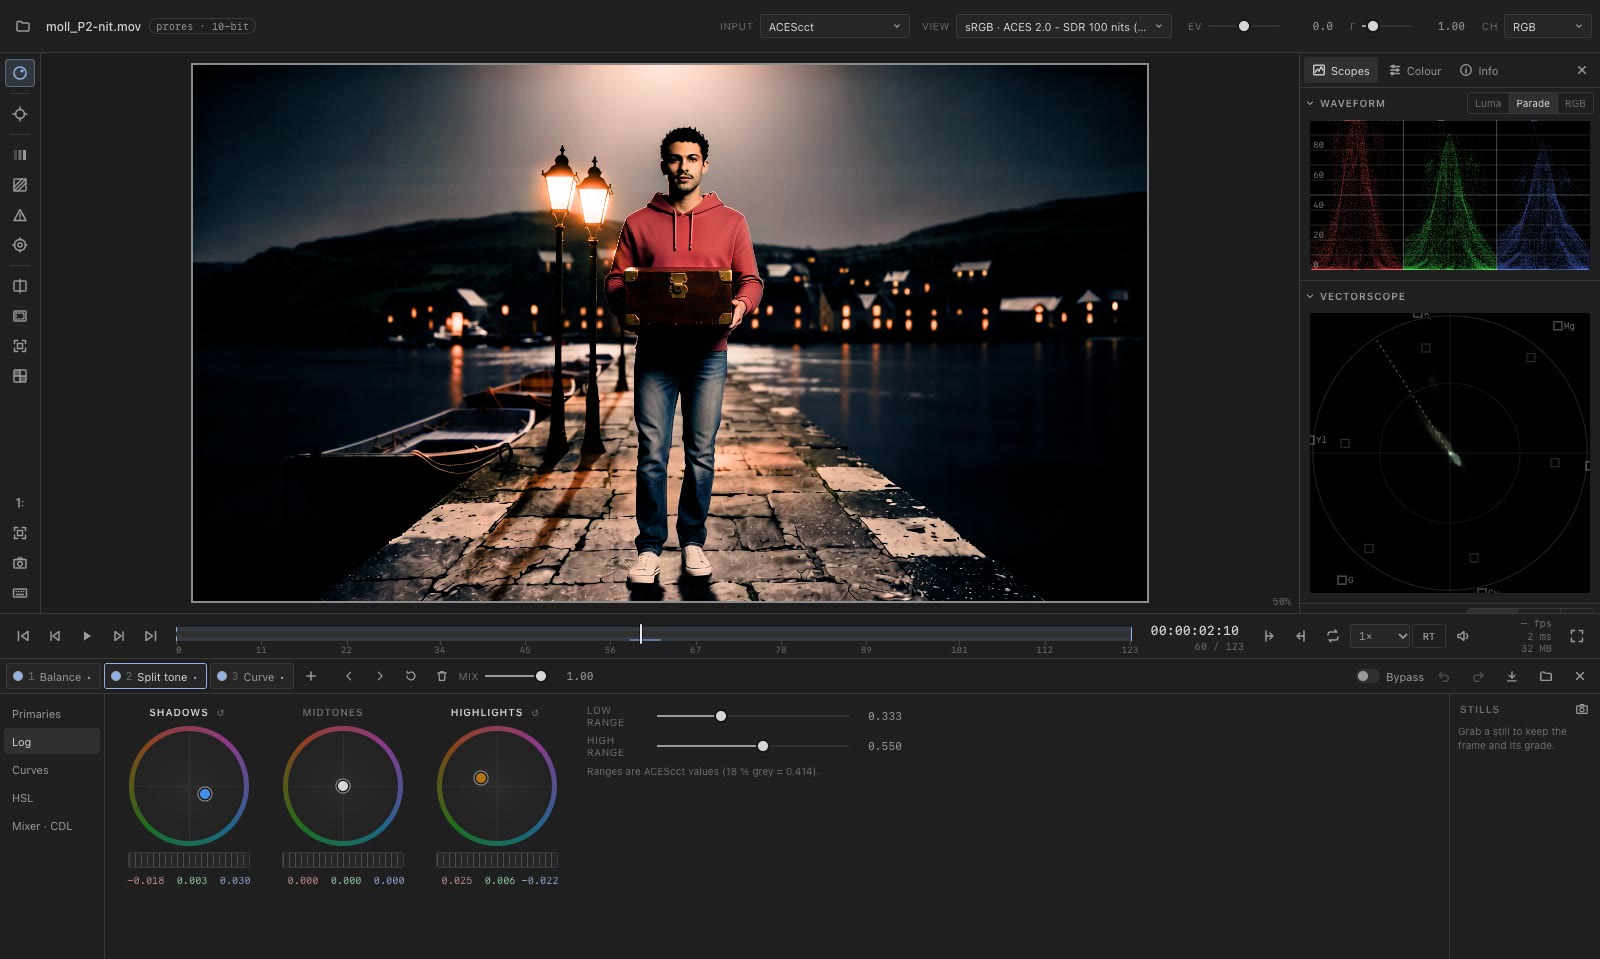 moll_P2-nit.mov prores · 10-bit INPUT ACEScct VIEW sRGB · ACES 2.0 - SDR 100 nits (… EV 0.0 Γ 1.00 CH RGB
Scopes Colour Info
WAVEFORM Luma Parade RGB
80
60
40
20
0
VECTORSCOPE
R
Mg
Yl
G
Cy
1:
50%
0 11 22 34 45 56 67 78 89 101 112 123
00:00:02:10
60 / 123
1×
RT
— fps
2 ms
32 MB
1 Balance · 2 Split tone · 3 Curve · MIX 1.00 Bypass
Primaries
Log
Curves
HSL
Mixer · CDL
SHADOWS MIDTONES HIGHLIGHTS
−0.018 0.003 0.030 0.000 0.000 0.000 0.025 0.006 −0.022
LOW RANGE 0.333
HIGH RANGE 0.550
Ranges are ACEScct values (18 % grey = 0.414).
STILLS
Grab a still to keep the
frame and its grade.